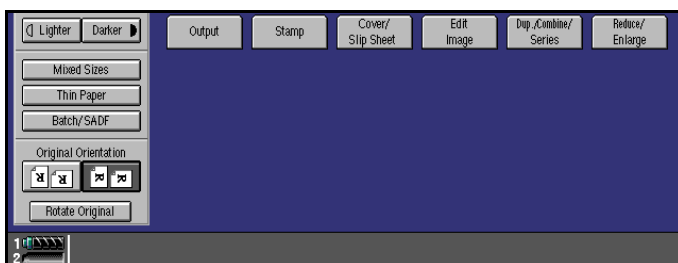 Lighter Darker
Output Stamp Cover/ Slip Sheet Edit Image Dup./Combine/ Series Reduce/ Enlarge
Mixed Sizes
Thin Paper
Batch/SADF
Original Orientation
R R R R
Rotate Original
1
2